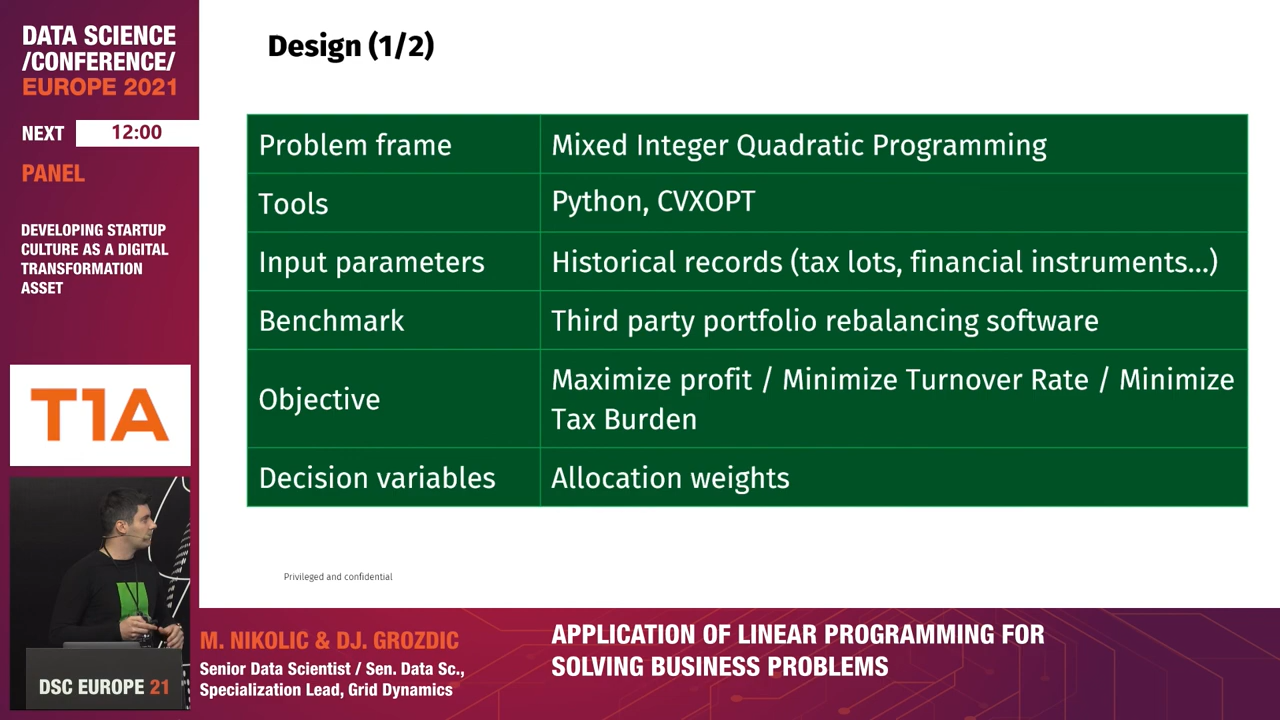 DATA SCIENCE
/CONFERENCE/
EUROPE 2021
NEXT 12:00
PANEL
DEVELOPING STARTUP
CULTURE AS A DIGITAL
TRANSFORMATION
ASSET
T1A
DSC EUROPE 21
Design (1/2)
Problem frame Mixed Integer Quadratic Programming
Tools Python, CVXOPT
Input parameters Historical records (tax lots, financial instruments...)
Benchmark Third party portfolio rebalancing software
Objective Maximize profit / Minimize Turnover Rate / Minimize
Tax Burden
Decision variables Allocation weights
Privileged and confidential
M. NIKOLIC & DJ. GROZDIC
Senior Data Scientist / Sen. Data Sc.,
Specialization Lead, Grid Dynamics
APPLICATION OF LINEAR PROGRAMMING FOR
SOLVING BUSINESS PROBLEMS